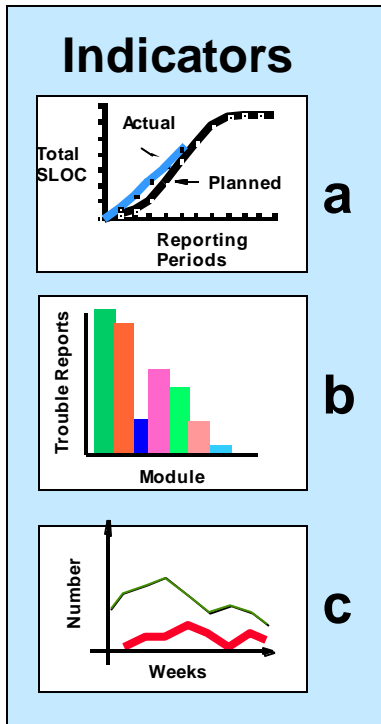 Indicators
Actual
Total
SLOC
Planned
Reporting
Periods
a
Trouble Reports
Module
b
Number
Weeks
c